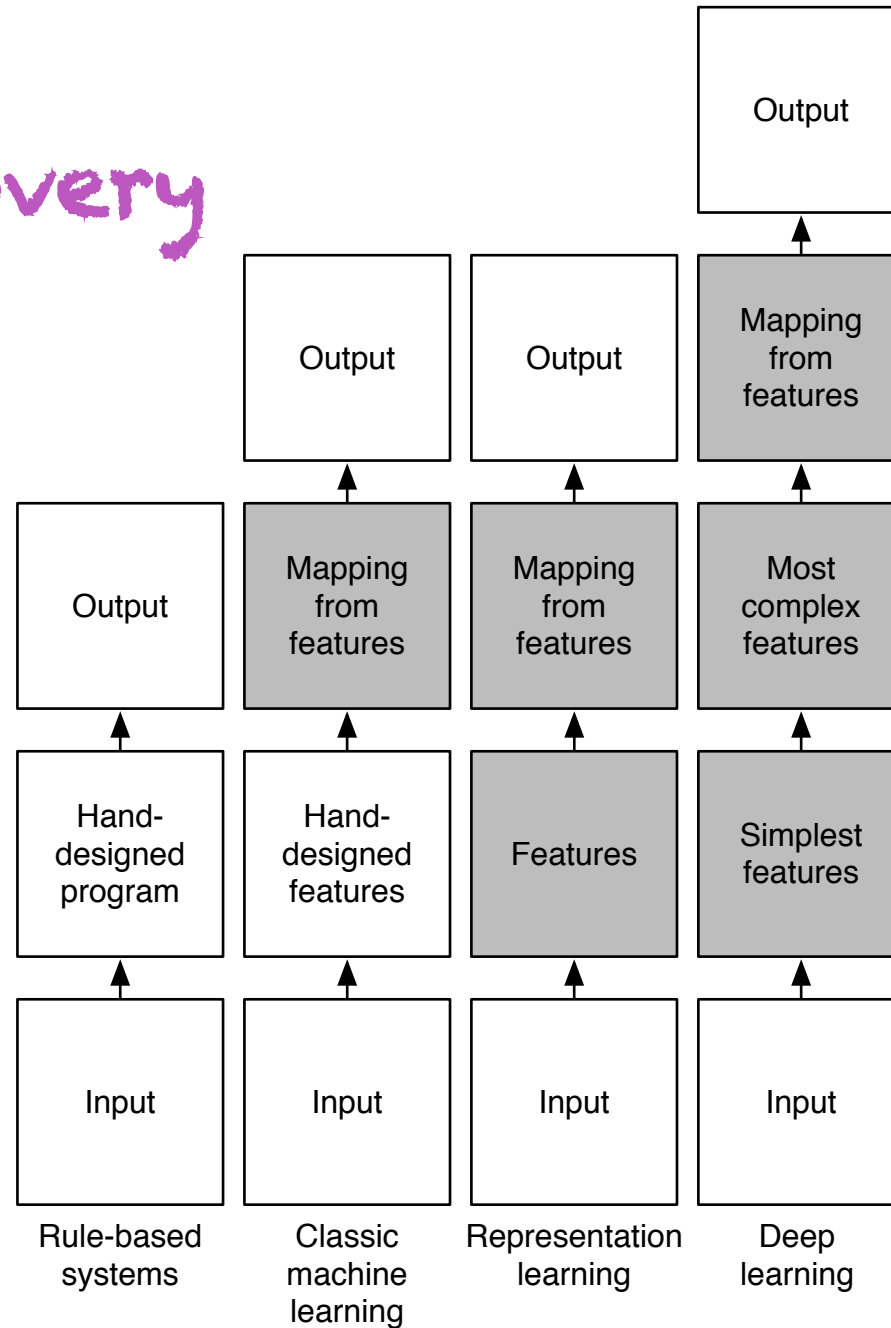 Output
very
Output
Output
Mapping
from
features
Output
Mapping
from
features
Mapping
from
features
Most
complex
features
Hand-
designed
program
Hand-
designed
features
Features
Simplest
features
Input
Input
Input
Input
Rule-based
systems
Classic
machine
learning
Representation
learning
Deep
learning